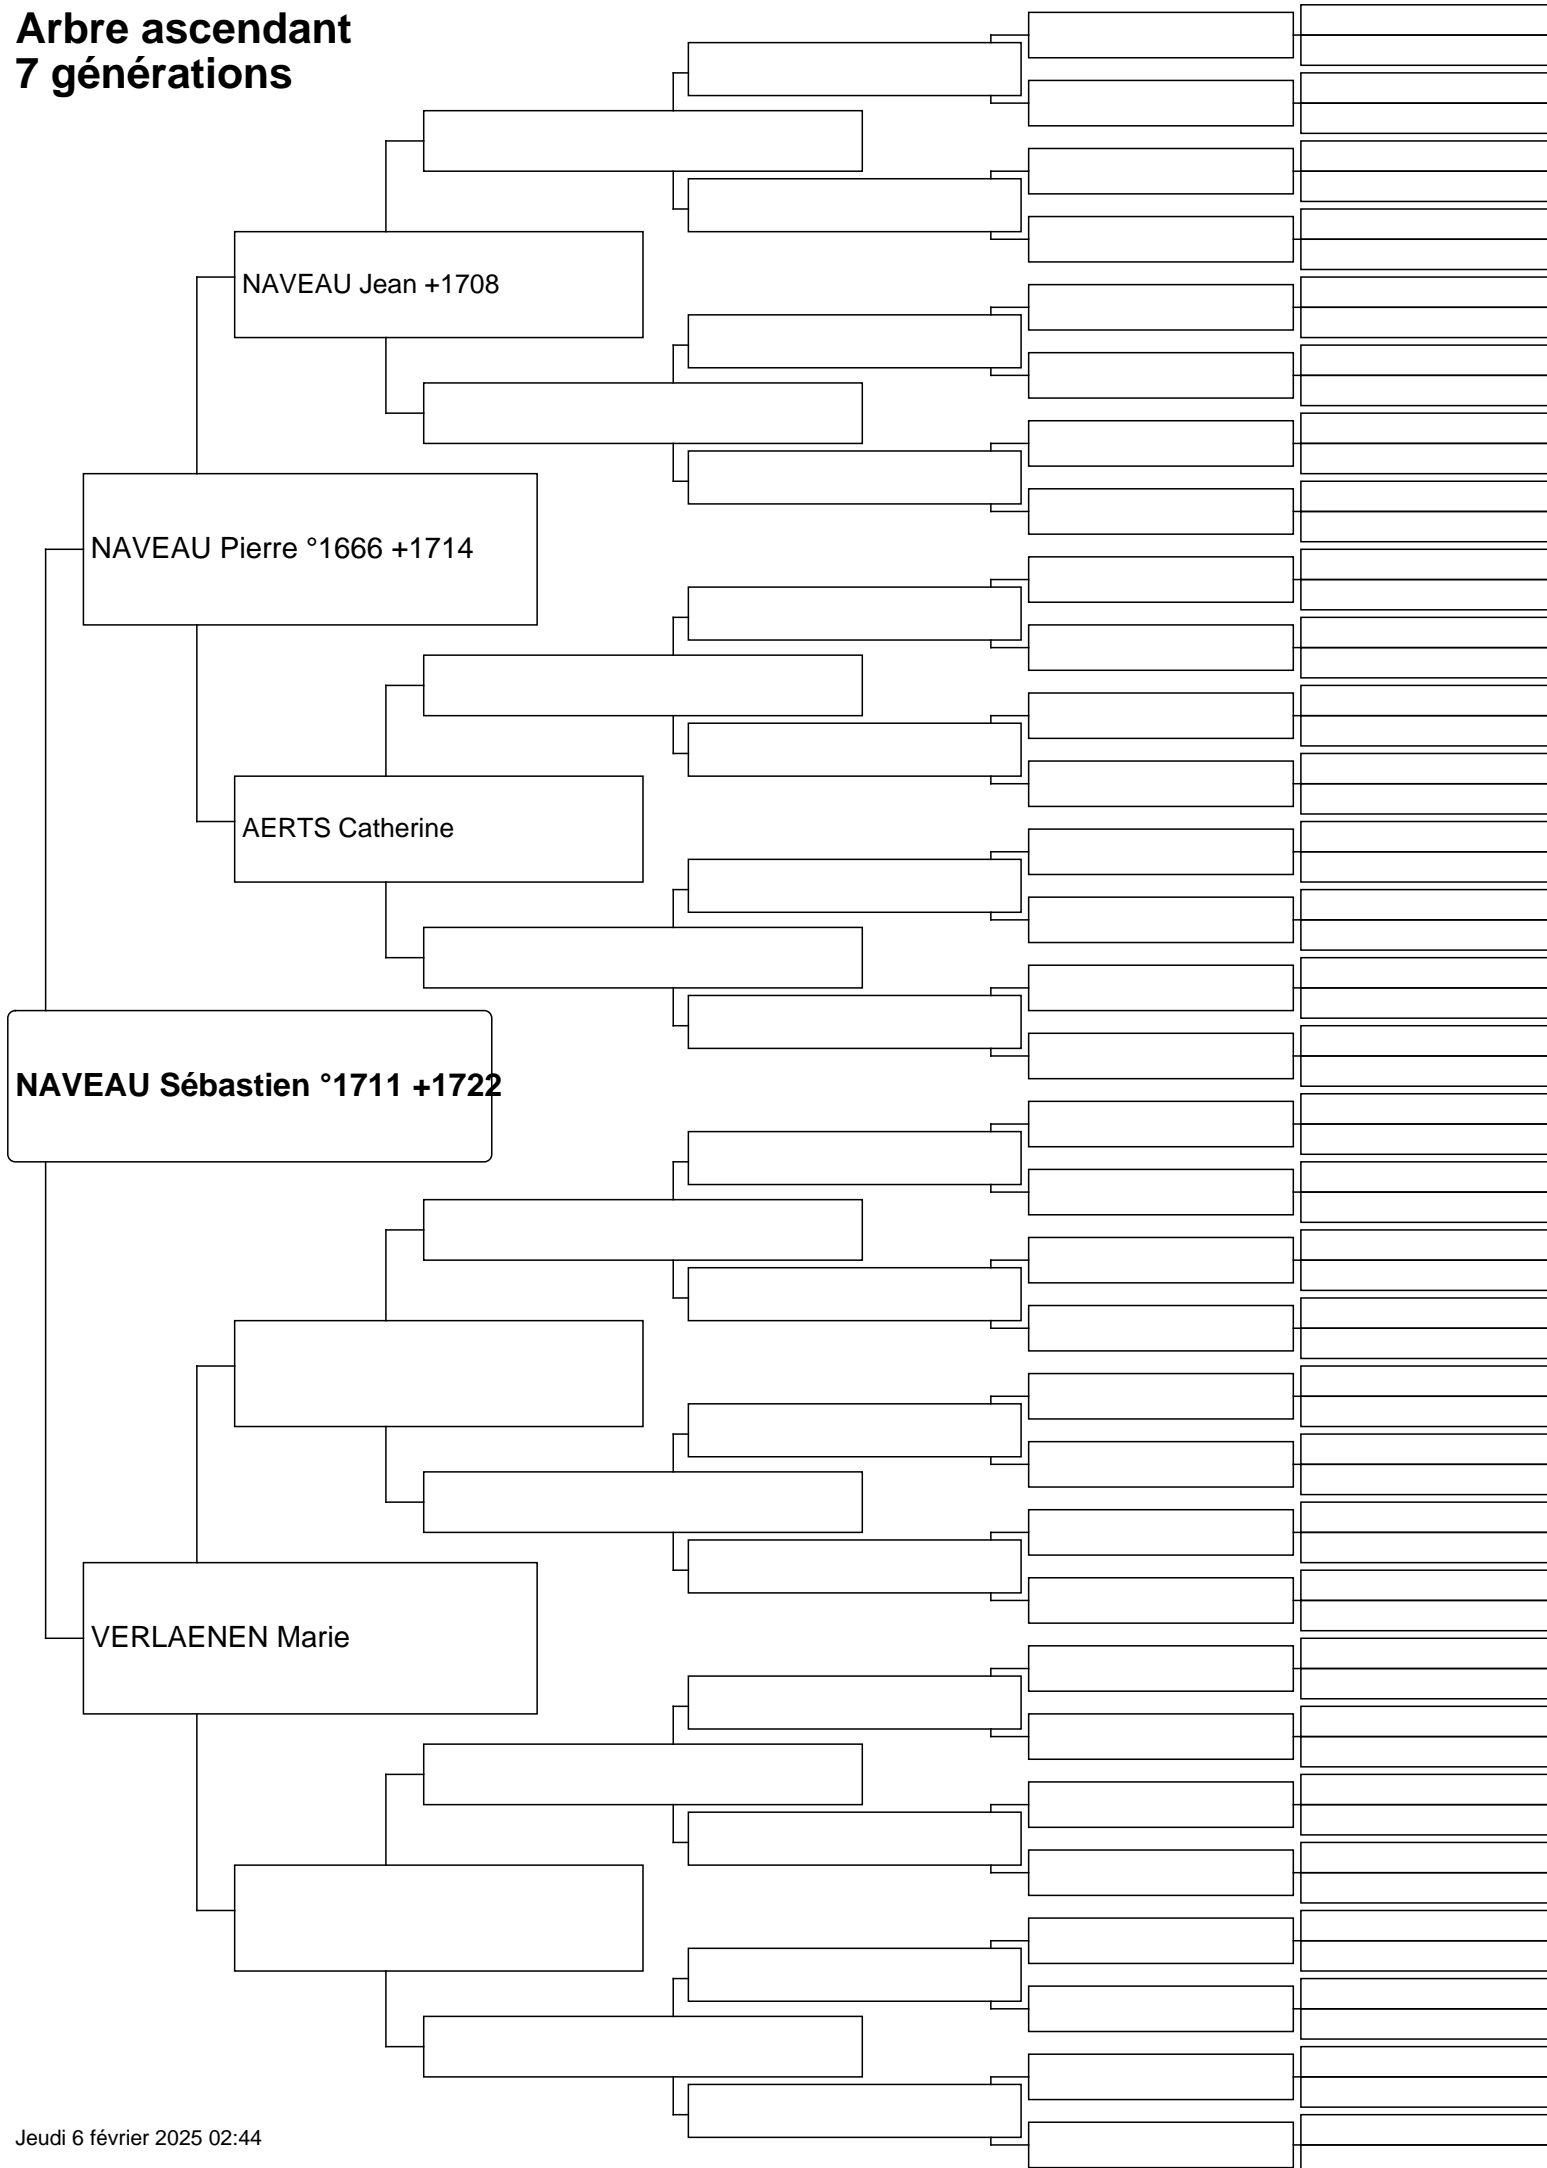 Arbre ascendant
7 générations
NAVEAU Jean +1708
NAVEAU Pierre °1666 +1714
AERTS Catherine
NAVEAU Sébastien °1711 +1722
VERLAENEN Marie
Jeudi 6 février 2025 02:44